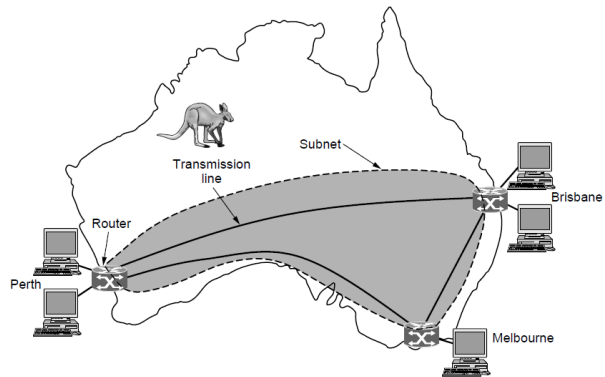 Subnet
Transmission
line
Brisbane
Router
Perth
Melbourne